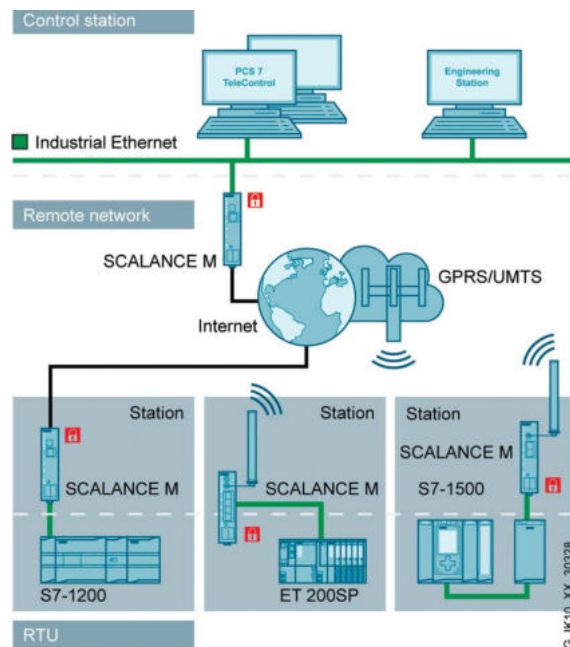 Control station
PCS 7
TeleControl
Engineering
Station
Industrial Ethernet
Remote network
SCALANCE M
GPRS/UMTS
Internet
Station
Station
Station
SCALANCE M
SCALANCE M
SCALANCE M
S7-1500
S7-1200
ET 200SP
RTU
G_IK10_XX_30328